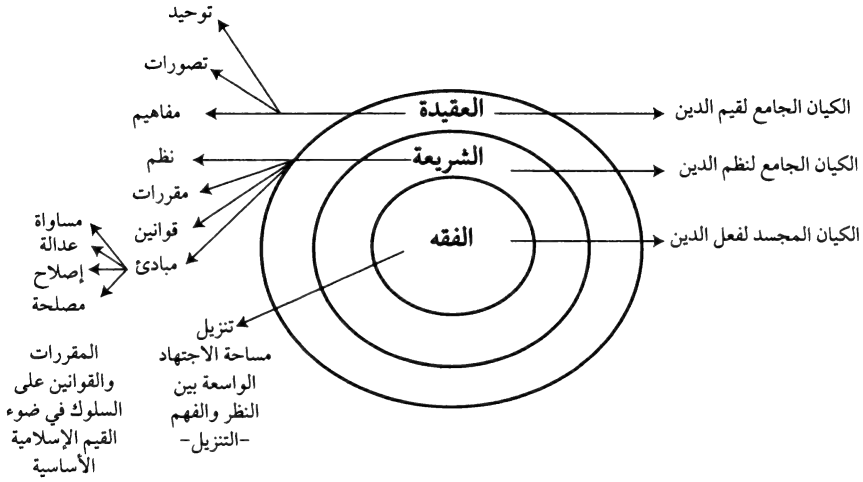 توحيد
تصورات
مفاهيم
العقيدة
الكيان الجامع لقيم الدين
نظم
الشريعة
الكيان الجامع لنظم الدين
مقررات
قوانين
مبادئ
مساواة
عدالة
إصلاح
مصلحة
الفقه
الكيان المجسد لفعل الدين
تنزيل
مساحة الاجتهاد
الواسعة بين
النظر والفهم
-التنزيل-
المقررات
والقوانين على
السلوك في ضوء
القيم الإسلامية
الأساسية